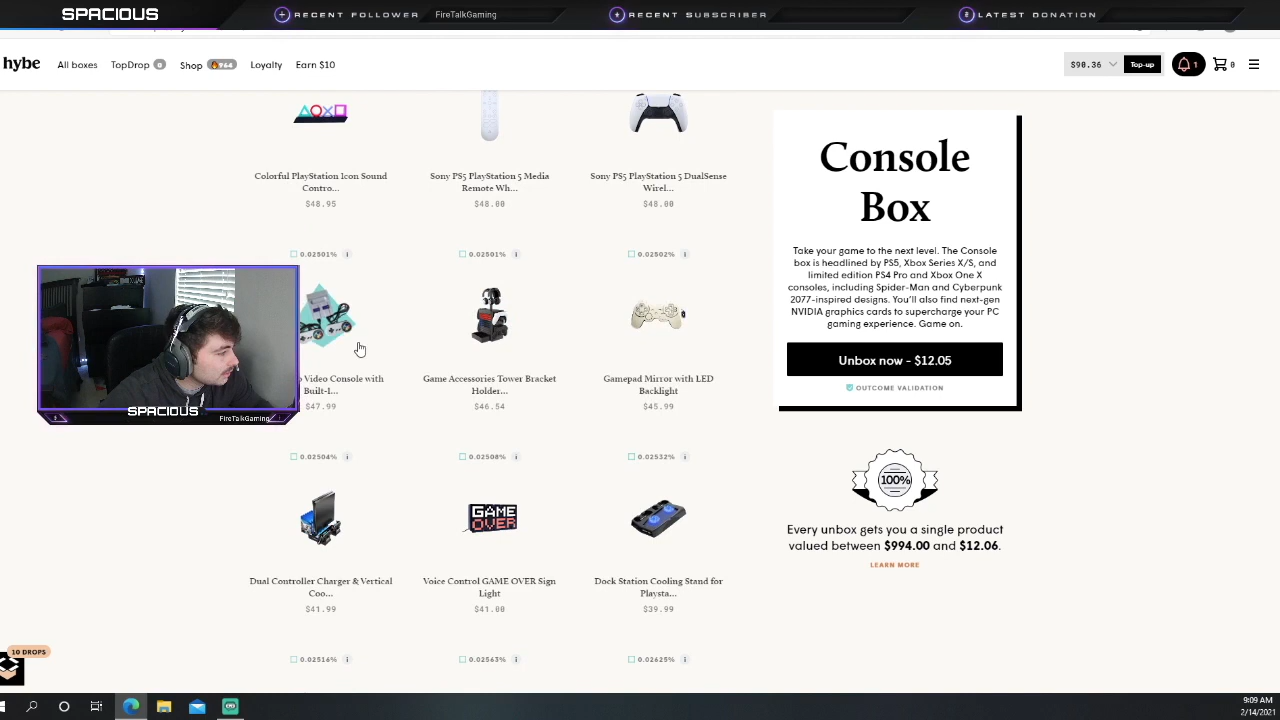 SPACIOUS
RECENT FOLLOWER FireTalkGaming
RECENT SUBSCRIBER
LATEST DONATION
hybe All boxes TopDrop 0 Shop 964 Loyalty Earn $10
$90.36 Top-up 1 0
Colorful PlayStation Icon Sound
Contro...
$48.95
Sony PS5 PlayStation 5 Media
Remote Wh...
$48.00
Sony PS5 PlayStation 5 DualSense
Wirel...
$48.00
0.02501% i
0.02501% i
0.02502% i
Video Console with
Built-I...
$47.99
Game Accessories Tower Bracket
Holder...
$46.54
Gamepad Mirror with LED
Backlight
$45.99
0.02504% i
0.02508% i
0.02532% i
GAME
OVER
Dual Controller Charger & Vertical
Coo...
$41.99
Voice Control GAME OVER Sign
Light
$41.00
Dock Station Cooling Stand for
Playsta...
$39.99
0.02516% i
0.02563% i
0.02625% i
Console
Box
Take your game to the next level. The Console
box is headlined by PS5, Xbox Series X/S, and
limited edition PS4 Pro and Xbox One X
consoles, including Spider-Man and Cyberpunk
2077-inspired designs. You'll also find next-gen
NVIDIA graphics cards to supercharge your PC
gaming experience. Game on.
Unbox now - $12.05
OUTCOME VALIDATION
100%
Every unbox gets you a single product
valued between $994.00 and $12.06.
LEARN MORE
SPACIOUS
FireTalkGaming
10 DROPS
9:09 AM
2/14/2021